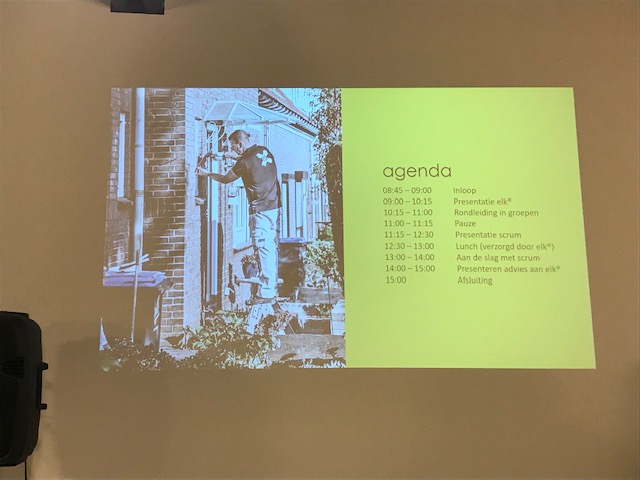 agenda
08:45 – 09:00 Inloop
09:00 – 10:15 Presentatie elk®
10:15 – 11:00 Rondleiding in groepen
11:00 – 11:15 Pauze
11:15 – 12:30 Presentatie scrum
12:30 – 13:00 Lunch (verzorgd door elk®)
13:00 – 14:00 Aan de slag met scrum
14:00 – 15:00 Presenteren advies aan elk®
15:00 Afsluiting